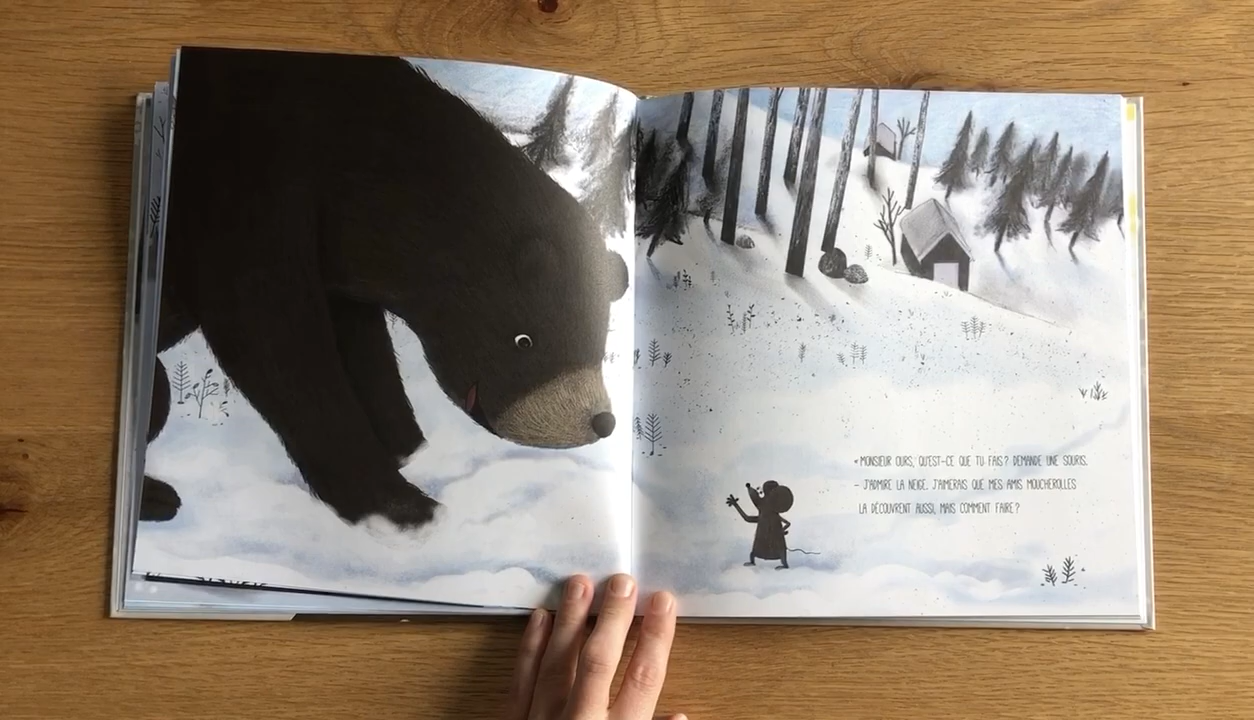 « MONSIEUR OURS, QU'EST-CE QUE TU FAIS ? DEMANDE UNE SOURIS.
– J'ADMIRE LA NEIGE. J'AIMERAIS QUE MES AMIS MOUCHEROLLES
LA DÉCOUVRENT AUSSI, MAIS COMMENT FAIRE ?